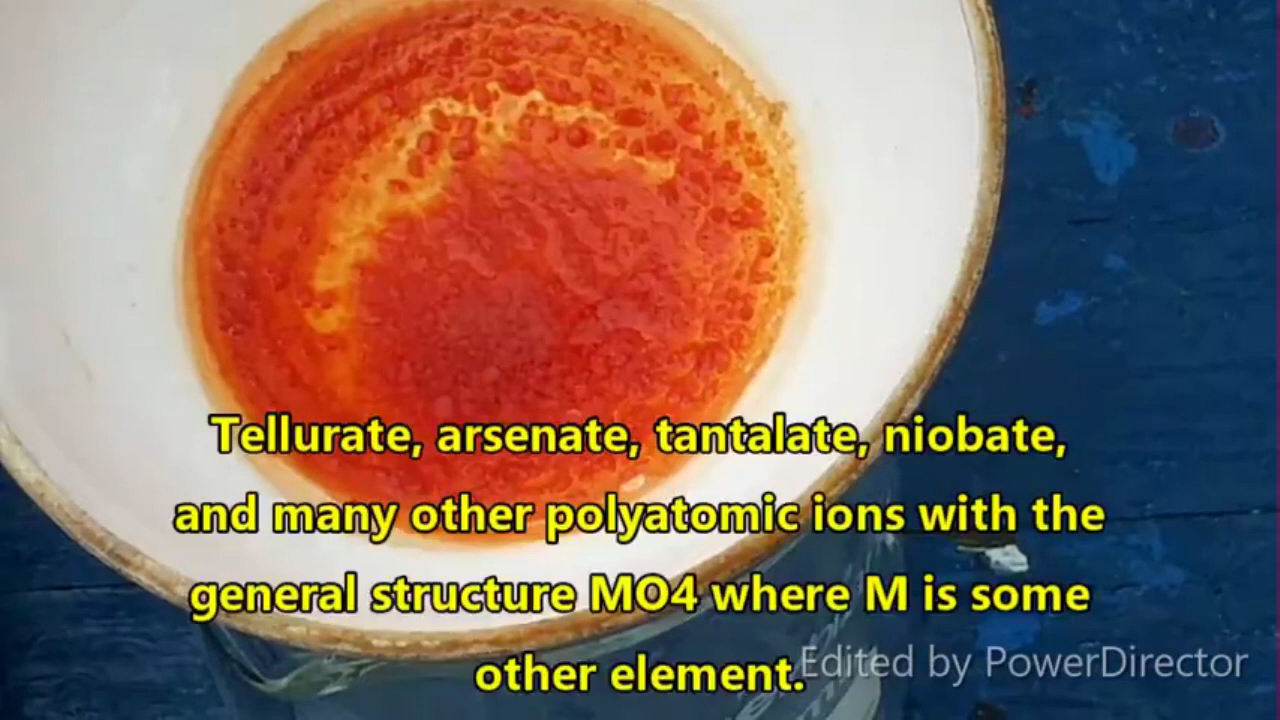 Tellurate, arsenate, tantalate, niobate,
and many other polyatomic ions with the
general structure MO4 where M is some
other element.
Edited by PowerDirector